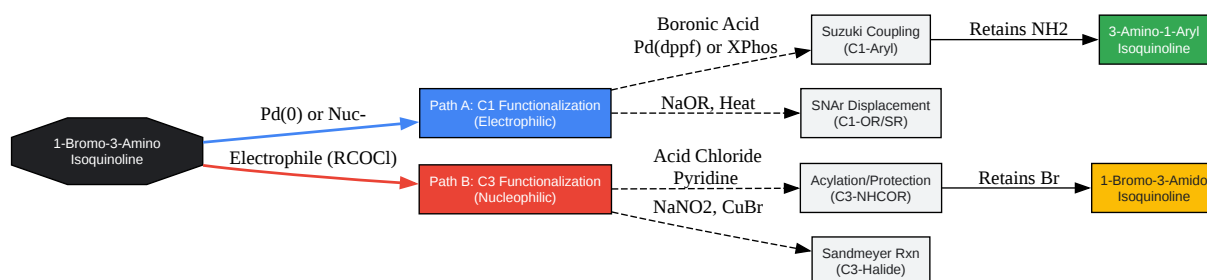 1-Bromo-3-Amino
Isoquinoline
Pd(0) or Nuc-
Electrophile (RCOCl)
Path A: C1 Functionalization
(Electrophilic)
Path B: C3 Functionalization
(Nucleophilic)
Boronic Acid
Pd(dppf) or XPhos
NaOR, Heat
Acid Chloride
Pyridine
NaNO2, CuBr
Suzuki Coupling
(C1-Aryl)
SNAr Displacement
(C1-OR/SR)
Acylation/Protection
(C3-NHCOR)
Sandmeyer Rxn
(C3-Halide)
Retains NH2
Retains Br
3-Amino-1-Aryl
Isoquinoline
1-Bromo-3-Amido
Isoquinoline